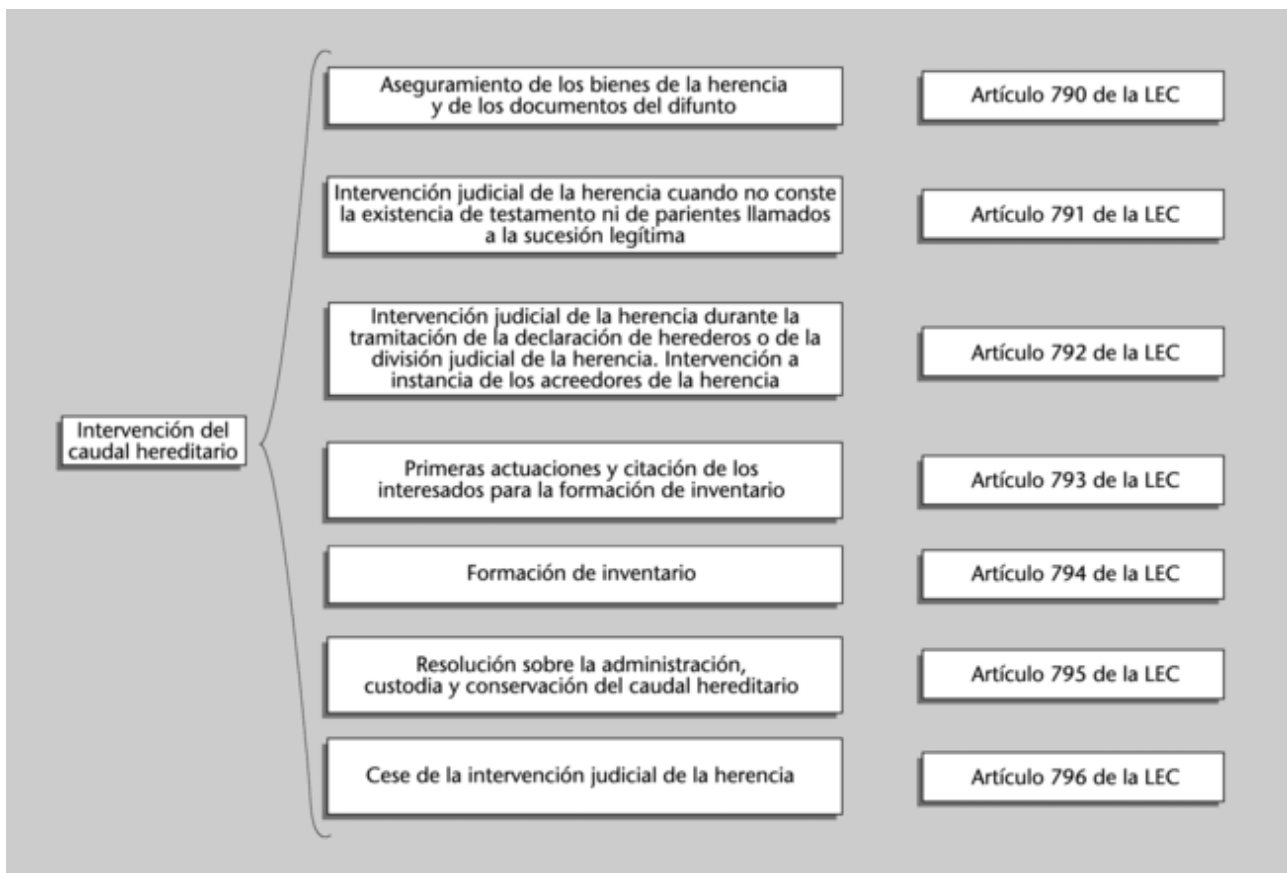 Intervención del
caudal hereditario
Aseguramiento de los bienes de la herencia
y de los documentos del difunto
Artículo 790 de la LEC
Intervención judicial de la herencia cuando no conste
la existencia de testamento ni de parientes llamados
a la sucesión legítima
Artículo 791 de la LEC
Intervención judicial de la herencia durante la
tramitación de la declaración de herederos o de la
división judicial de la herencia. Intervención a
instancia de los acreedores de la herencia
Artículo 792 de la LEC
Primeras actuaciones y citación de los
interesados para la formación de inventario
Artículo 793 de la LEC
Formación de inventario
Artículo 794 de la LEC
Resolución sobre la administración,
custodia y conservación del caudal hereditario
Artículo 795 de la LEC
Cese de la intervención judicial de la herencia
Artículo 796 de la LEC